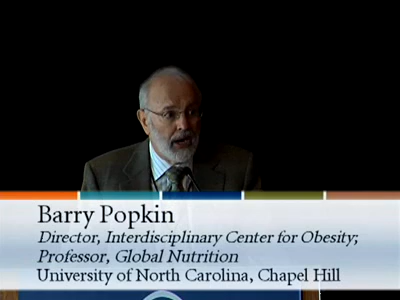 Barry Popkin
Director, Interdisciplinary Center for Obesity;
Professor, Global Nutrition
University of North Carolina, Chapel Hill